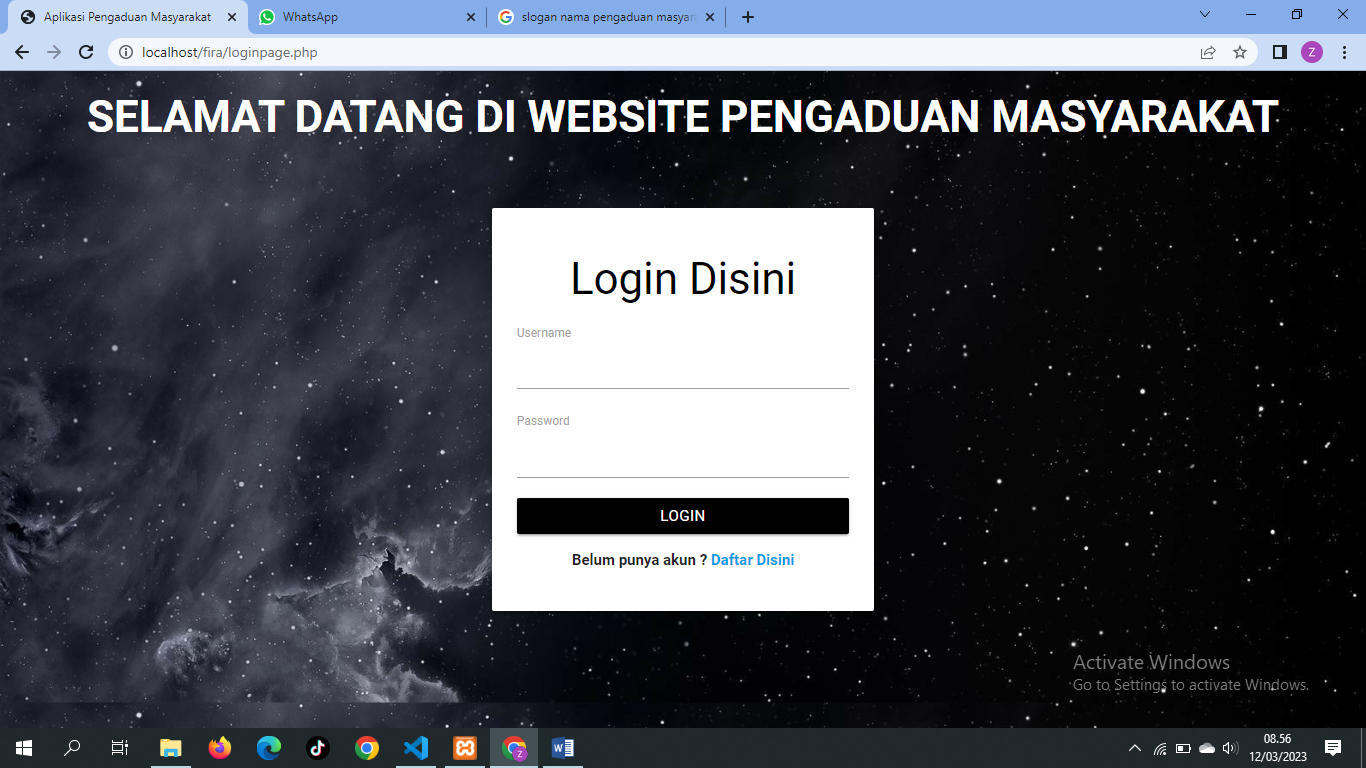 Aplikasi Pengaduan Masyarakat
WhatsApp
slogan nama pengaduan masyar
localhost/fira/loginpage.php
Z
SELAMAT DATANG DI WEBSITE PENGADUAN MASYARAKAT
Login Disini
Username
Password
LOGIN
Belum punya akun ? Daftar Disini
Activate Windows
Go to Settings to activate Windows.
Z
08.56
12/03/2023